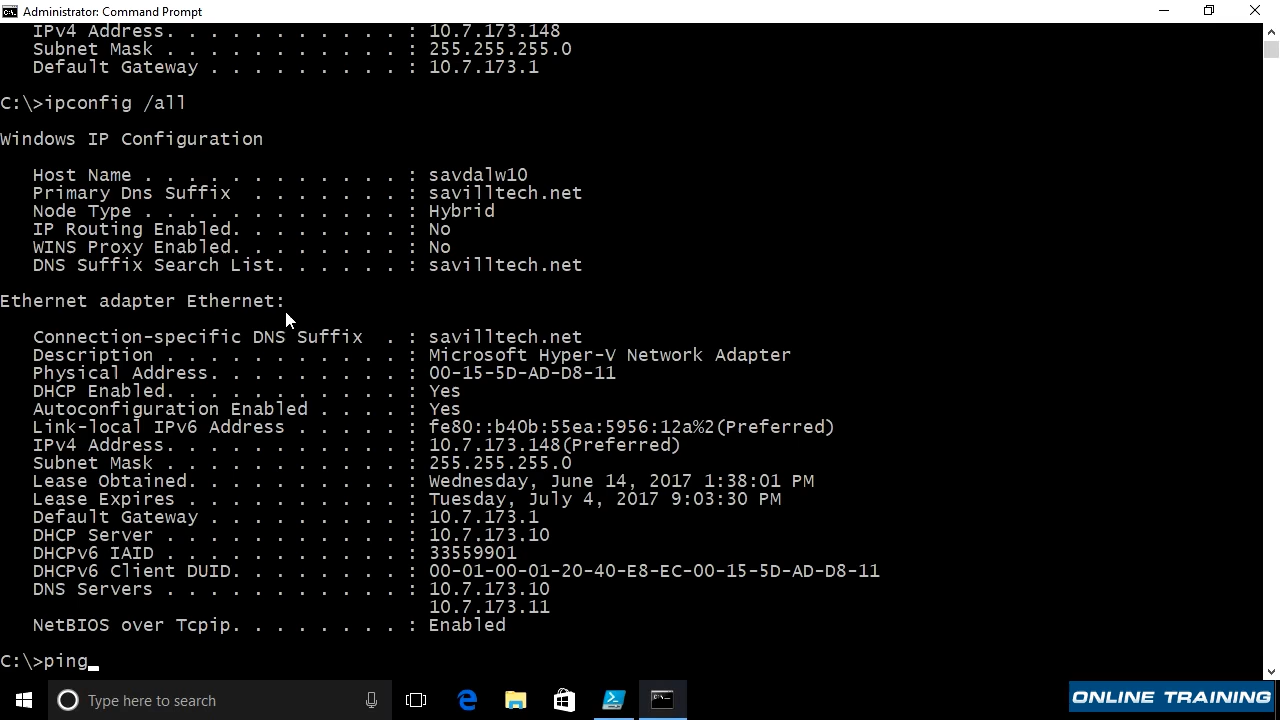 Administrator: Command Prompt
IPv4 Address. . . . . . . . . . . : 10.7.173.148
Subnet Mask . . . . . . . . . . . : 255.255.255.0
Default Gateway . . . . . . . . . : 10.7.173.1
C:\>ipconfig /all
Windows IP Configuration
Host Name . . . . . . . . . . . . : savdalw10
Primary Dns Suffix  . . . . . . . : savilltech.net
Node Type . . . . . . . . . . . . : Hybrid
IP Routing Enabled. . . . . . . . : No
WINS Proxy Enabled. . . . . . . . : No
DNS Suffix Search List. . . . . . : savilltech.net
Ethernet adapter Ethernet:
Connection-specific DNS Suffix  . : savilltech.net
Description . . . . . . . . . . . : Microsoft Hyper-V Network Adapter
Physical Address. . . . . . . . . : 00-15-5D-AD-D8-11
DHCP Enabled. . . . . . . . . . . : Yes
Autoconfiguration Enabled . . . . : Yes
Link-local IPv6 Address . . . . . : fe80::b40b:55ea:5956:12a%2(Preferred)
IPv4 Address. . . . . . . . . . . : 10.7.173.148(Preferred)
Subnet Mask . . . . . . . . . . . : 255.255.255.0
Lease Obtained. . . . . . . . . . : Wednesday, June 14, 2017 1:38:01 PM
Lease Expires . . . . . . . . . . : Tuesday, July 4, 2017 9:03:30 PM
Default Gateway . . . . . . . . . : 10.7.173.1
DHCP Server . . . . . . . . . . . : 10.7.173.10
DHCPv6 IAID . . . . . . . . . . . : 33559901
DHCPv6 Client DUID. . . . . . . . : 00-01-00-01-20-40-E8-EC-00-15-5D-AD-D8-11
DNS Servers . . . . . . . . . . . : 10.7.173.10
10.7.173.11
NetBIOS over Tcpip. . . . . . . . : Enabled
C:\>ping_
Type here to search
ONLINE TRAINING